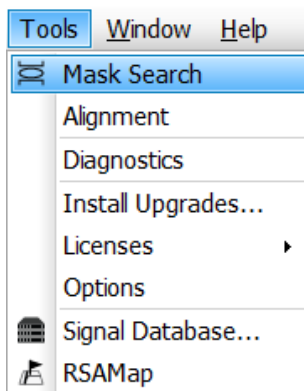 Tools Window Help
Mask Search
Alignment
Diagnostics
Install Upgrades...
Licenses
Options
Signal Database...
RSAMap